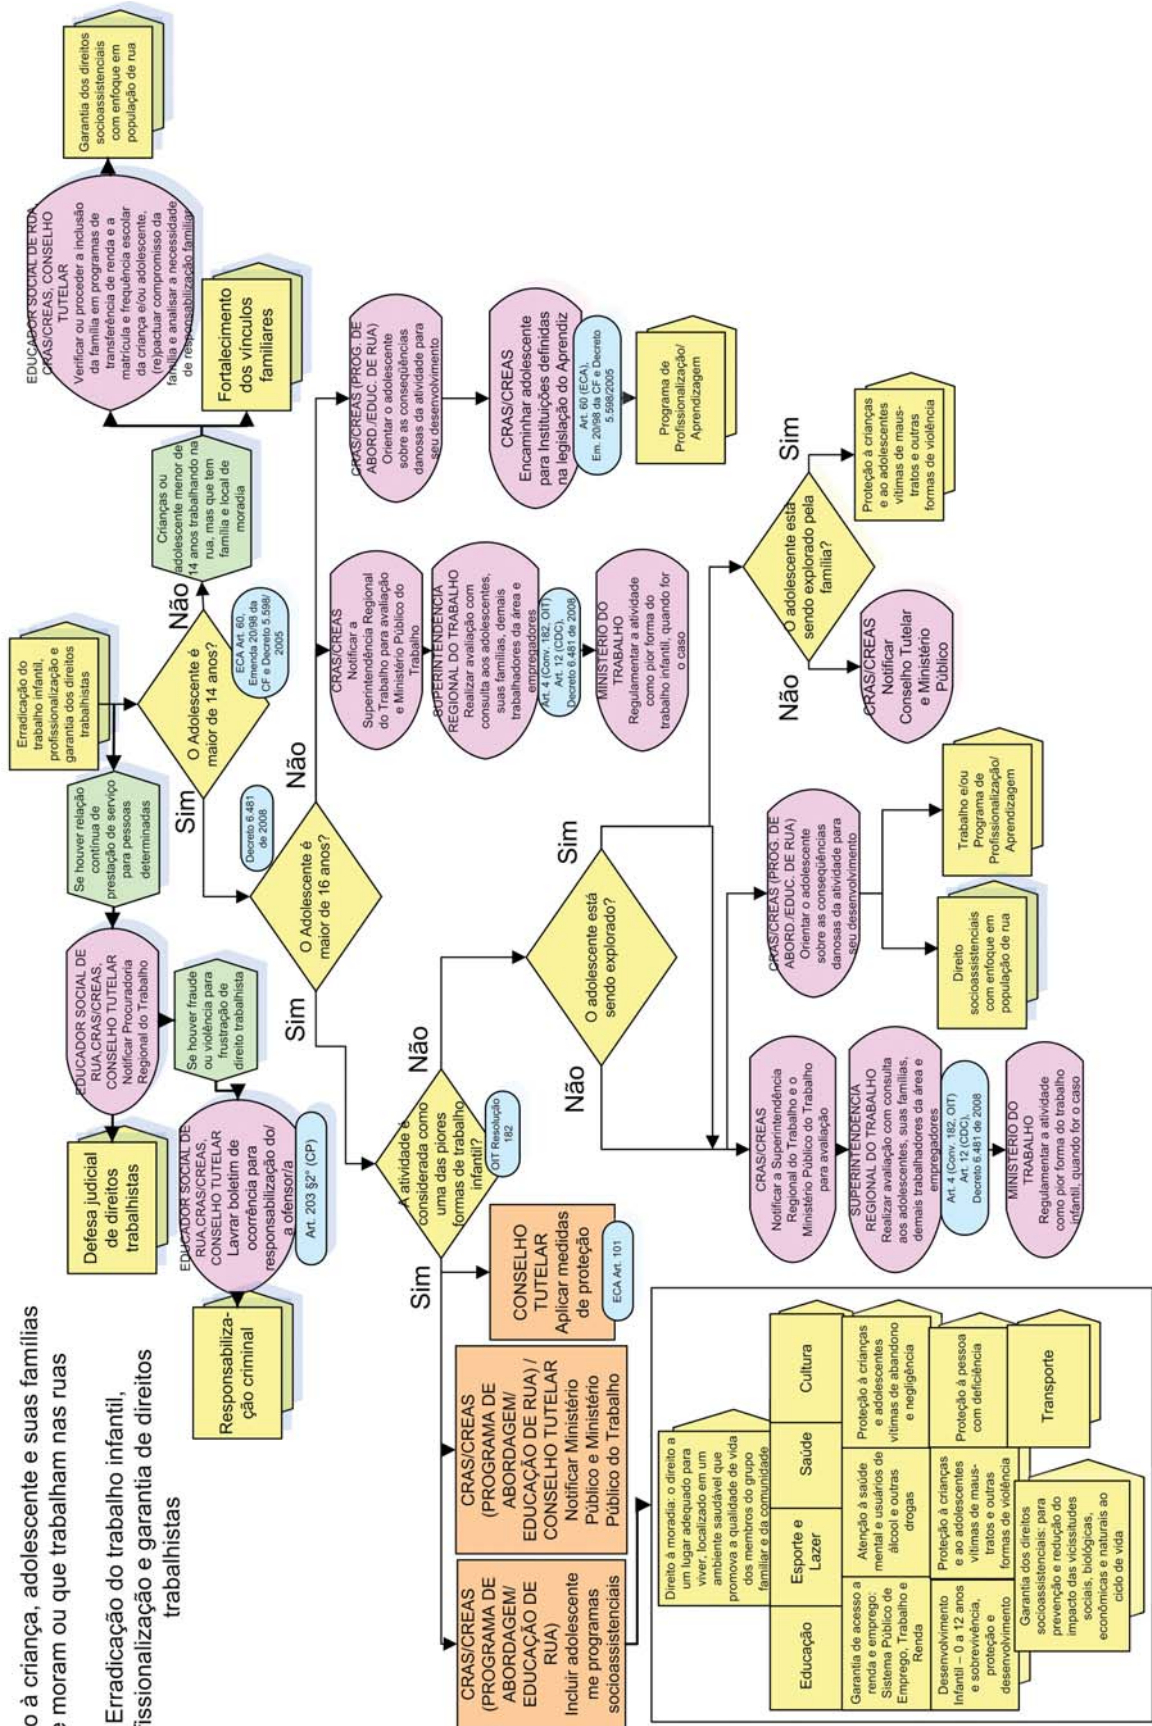 o à criança, adolescente e suas famílias
e moram ou que trabalham nas ruas
Erradicação do trabalho infantil,
fissionalização e garantia de direitos
trabalhistas
Erradicação do
trabalho infantil,
profissionalização e
garantia dos direitos
trabalhistas
Se houver relação
contínua de
prestação de serviço
para pessoas
determinadas
EDUCADOR SOCIAL DE
RUA,CRAS/CREAS,
CONSELHO TUTELAR
Notificar Procuradoria
Regional do Trabalho
Defesa judicial
de direitos
trabalhistas
Se houver fraude
ou violência para
frustração de
direito trabalhista
EDUCADOR SOCIAL DE
RUA,CRAS/CREAS,
CONSELHO TUTELAR
Lavrar boletim de
ocorrência para
responsabilização do/
a ofensor/a
Art. 203 §2° (CP)
Responsabiliza-
ção criminal
O Adolescente é
maior de 14 anos?
ECA Art. 60,
Emenda 20/98 da
CF e Decreto 5.598/
2005
Não
Sim
Crianças ou
adolescente menor de
14 anos trabalhando na
rua, mas que tem
família e local de
moradia
EDUCADOR SOCIAL DE RUA,
CRAS/CREAS, CONSELHO
TUTELAR
Verificar ou proceder a inclusão
da família em programas de
transferência de renda e a
matrícula e frequência escolar
da criança e/ou adolescente,
(re)pactuar compromisso da
família e analisar a necessidade
de responsabilização familiar
Garantia dos direitos
socioassistenciais
com enfoque em
população de rua
Fortalecimento
dos vínculos
familiares
Decreto 6.481
de 2008
O Adolescente é
maior de 16 anos?
Não
Sim
CRAS/CREAS (PROG. DE
ABORD./EDUC. DE RUA)
Orientar o adolescente
sobre as conseqüências
danosas da atividade para
seu desenvolvimento
CRAS/CREAS
Encaminhar adolescente
para Instituições definidas
na legislação do Aprendiz
Art. 60 (ECA),
Em. 20/98 da CF e Decreto
5.598/2005
Programa de
Profissionalização/
Aprendizagem
CRAS/CREAS
Notificar a
Superintendência Regional
do Trabalho para avaliação
e Ministério Público do
Trabalho
SUPERINTENDÊNCIA
REGIONAL DO TRABALHO
Realizar avaliação com
consulta aos adolescentes,
suas famílias, demais
trabalhadores da área e
empregadores
Art. 4 (Conv. 182, OIT)
Art. 12 (CDC),
Decreto 6.481 de 2008
MINISTÉRIO DO
TRABALHO
Regulamentar a atividade
como pior forma do
trabalho infantil, quando for
o caso
A atividade é
considerada como
uma das piores
formas de trabalho
infantil?
OIT Resolução
182
Não
Sim
CONSELHO
TUTELAR
Aplicar medidas
de proteção
ECA Art. 101
CRAS/CREAS
(PROGRAMA DE
ABORDAGEM/
EDUCAÇÃO DE RUA) /
CONSELHO TUTELAR
Notificar Ministério
Público e Ministério
Público do Trabalho
CRAS/CREAS
(PROGRAMA DE
ABORDAGEM/
EDUCAÇÃO DE
RUA)
Incluir adolescente
me programas
socioassistenciais
O adolescente está
sendo explorado?
Sim
Não
O adolescente está
sendo explorado pela
família?
Sim
Não
Proteção à crianças
e ao adolescentes
vítimas de maus-
tratos e outras
formas de violência
CRAS/CREAS
Notificar
Conselho Tutelar
e Ministério
Público
CRAS/CREAS (PROG. DE
ABORD./EDUC. DE RUA)
Orientar o adolescente
sobre as conseqüências
danosas da atividade para
seu desenvolvimento
Direito
socioassistenciais
com enfoque em
população de rua
Trabalho e/ou
Programa de
Profissionalização/
Aprendizagem
CRAS/CREAS
Notificar a Superintendência
Regional do Trabalho e o
Ministério Público do Trabalho
para avaliação
SUPERINTENDÊNCIA
REGIONAL DO TRABALHO
Realizar avaliação com consulta
aos adolescentes, suas famílias,
demais trabalhadores da área e
empregadores
Art. 4 (Conv. 182, OIT)
Art. 12 (CDC),
Decreto 6.481 de 2008
MINISTÉRIO DO
TRABALHO
Regulamentar a atividade
como pior forma do trabalho
infantil, quando for o caso
Direito à moradia: o direito a
um lugar adequado para
viver, localizado em um
ambiente saudável que
promova a qualidade de vida
dos membros do grupo
familiar e da comunidade
Educação
Esporte e
Lazer
Saúde
Cultura
Garantia de acesso a
renda e emprego:
Sistema Público de
Emprego, Trabalho e
Renda
Atenção à saúde
mental e usuários de
álcool e outras
drogas
Proteção à crianças
e adolescentes
vítimas de abandono
e negligência
Desenvolvimento
Infantil – 0 a 12 anos
e sobrevivência,
proteção e
desenvolvimento
Proteção à crianças
e ao adolescentes
vítimas de maus-
tratos e outras
formas de violência
Proteção à pessoa
com deficiência
Garantia dos direitos
socioassistenciais: para
prevenção e redução do
impacto das vicissitudes
sociais, biológicas,
econômicas e naturais ao
ciclo de vida
Transporte